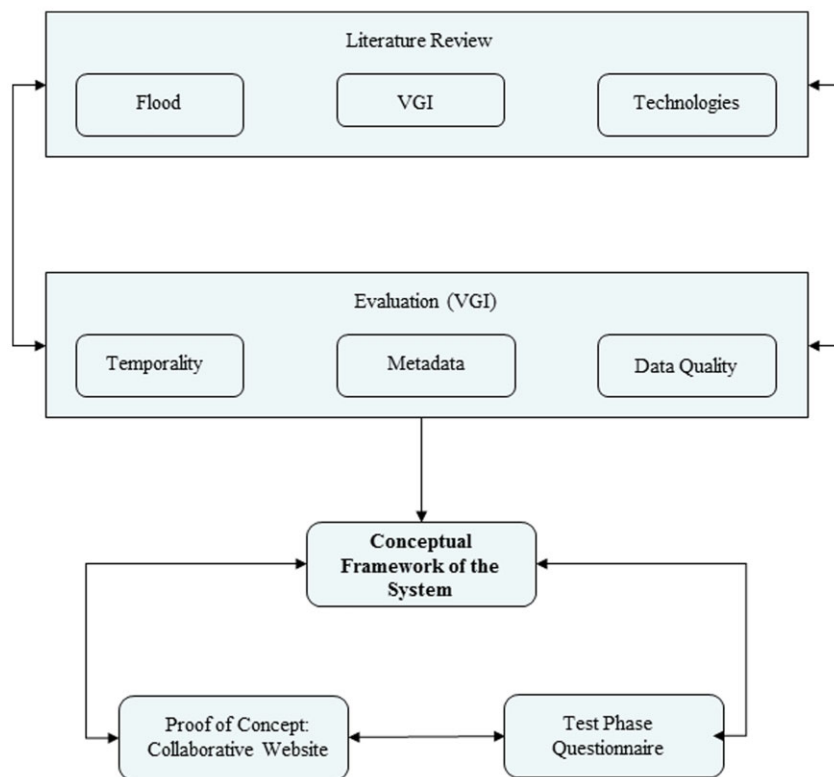 Literature Review
Flood
VGI
Technologies
Evaluation (VGI)
Temporality
Metadata
Data Quality
Conceptual
Framework of the
System
Proof of Concept:
Collaborative Website
Test Phase
Questionnaire